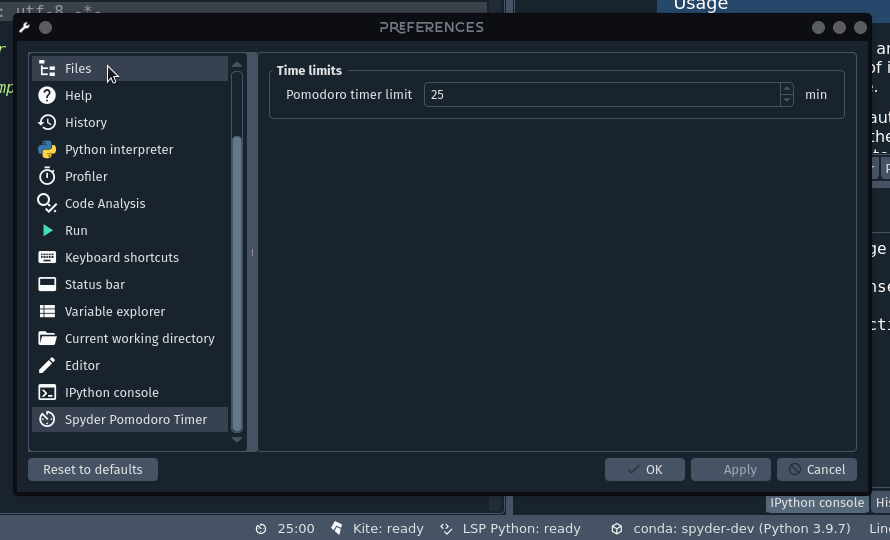 : utf-8 -*-
Usage
PREFERENCES
Files
Help
History
Python interpreter
Profiler
Code Analysis
Run
Keyboard shortcuts
Status bar
Variable explorer
Current working directory
Editor
IPython console
Spyder Pomodoro Timer
Time limits
Pomodoro timer limit 25 min
Reset to defaults
OK Apply Cancel
IPython console His
25:00 Kite: ready LSP Python: ready conda: spyder-dev (Python 3.9.7) Line